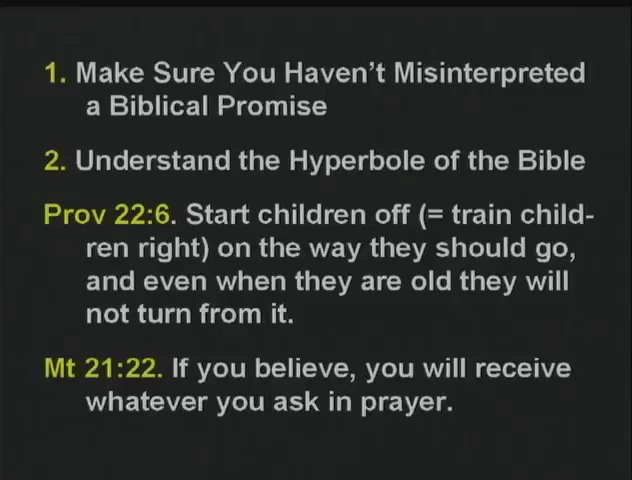 1. Make Sure You Haven't Misinterpreted
a Biblical Promise
2. Understand the Hyperbole of the Bible
Prov 22:6. Start children off (= train child-
ren right) on the way they should go,
and even when they are old they will
not turn from it.
Mt 21:22. If you believe, you will receive
whatever you ask in prayer.